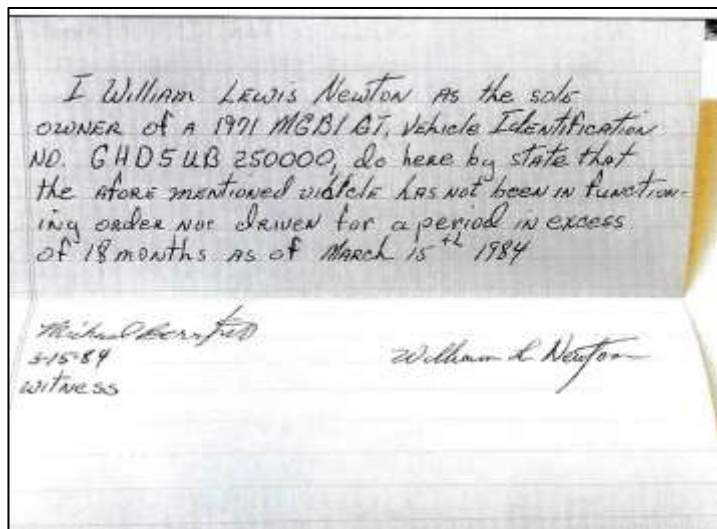 I William Lewis Newton as the sole
owner of a 1971 MGB/GT, Vehicle Identification
No. GHD5UB 250000, do here by state that
the afore mentioned viehcle has not been in function-
ing order nor driven for a period in excess
of 18 months as of March 15th 1984
Michael
3-15-84
witness
William L Newton